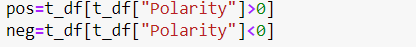 pos=t_df[t_df["Polarity"]>0]
neg=t_df[t_df["Polarity"]<0]